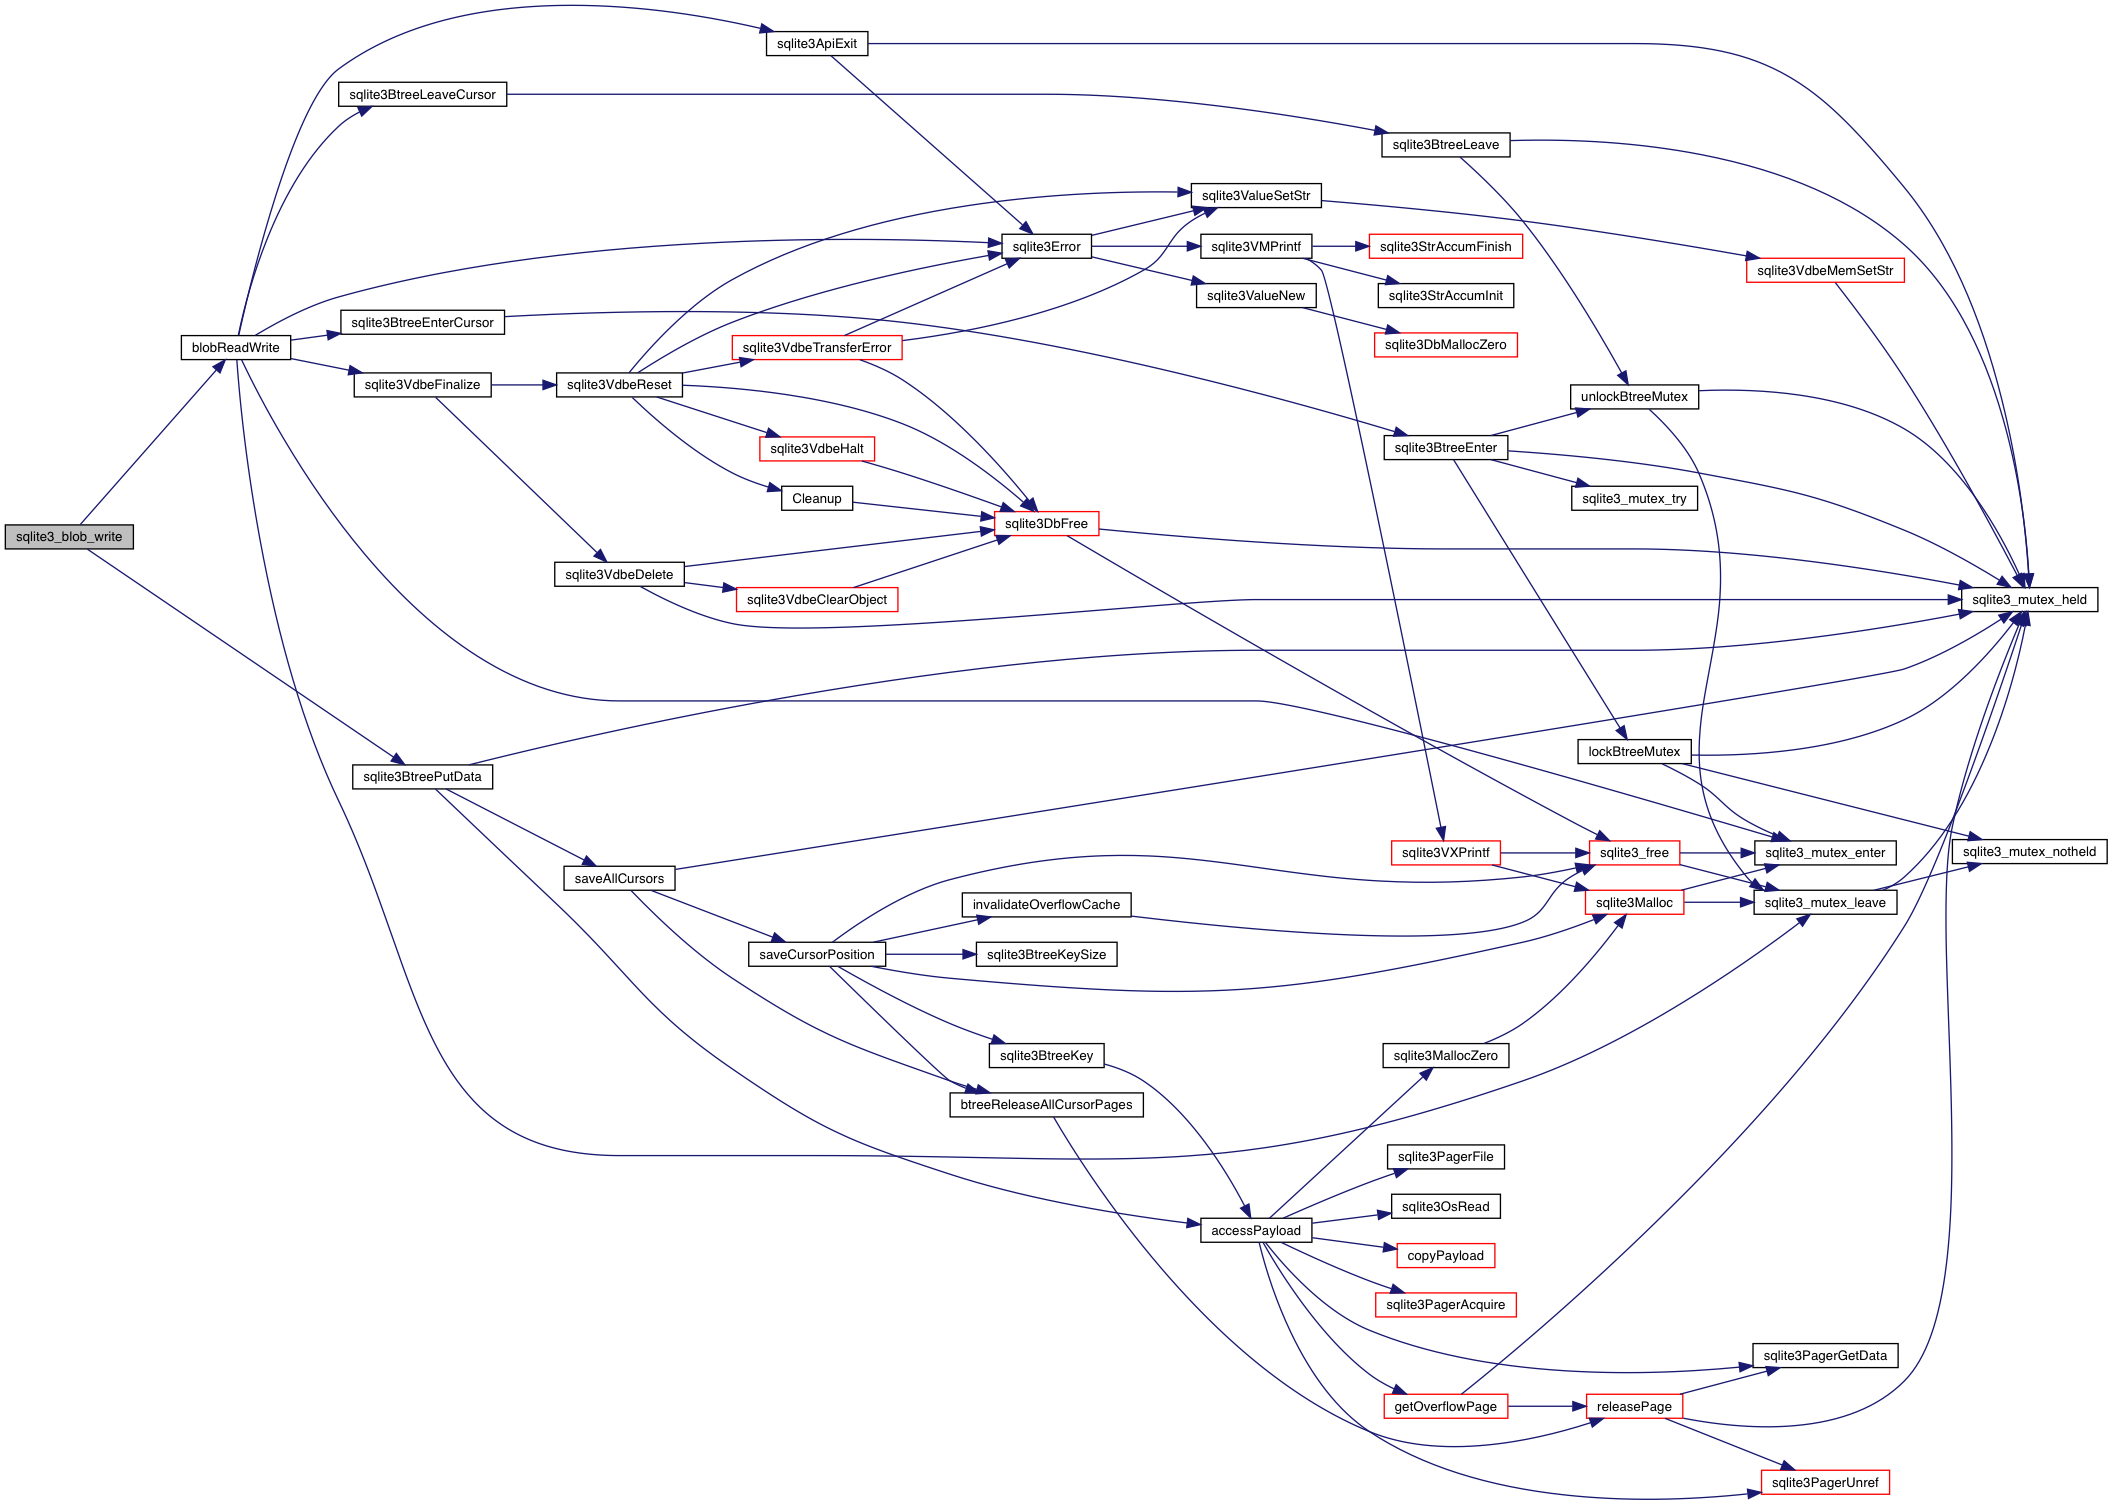 sqlite3ApiExit
sqlite3BtreeLeaveCursor
sqlite3BtreeLeave
sqlite3ValueSetStr
sqlite3Error
sqlite3VMPrintf
sqlite3StrAccumFinish
sqlite3VdbeMemSetStr
sqlite3ValueNew
sqlite3StrAccumInit
sqlite3BtreeEnterCursor
blobReadWrite
sqlite3VdbeTransferError
sqlite3DbMallocZero
sqlite3VdbeFinalize
sqlite3VdbeReset
unlockBtreeMutex
sqlite3VdbeHalt
sqlite3BtreeEnter
Cleanup
sqlite3_mutex_try
sqlite3DbFree
sqlite3_blob_write
sqlite3VdbeDelete
sqlite3VdbeClearObject
sqlite3_mutex_held
lockBtreeMutex
sqlite3BtreePutData
sqlite3VXPrintf
sqlite3_free
sqlite3_mutex_enter
sqlite3_mutex_notheld
saveAllCursors
invalidateOverflowCache
sqlite3Malloc
sqlite3_mutex_leave
saveCursorPosition
sqlite3BtreeKeySize
sqlite3BtreeKey
sqlite3MallocZero
btreeReleaseAllCursorPages
sqlite3PagerFile
sqlite3OsRead
accessPayload
copyPayload
sqlite3PagerAcquire
sqlite3PagerGetData
getOverflowPage
releasePage
sqlite3PagerUnref